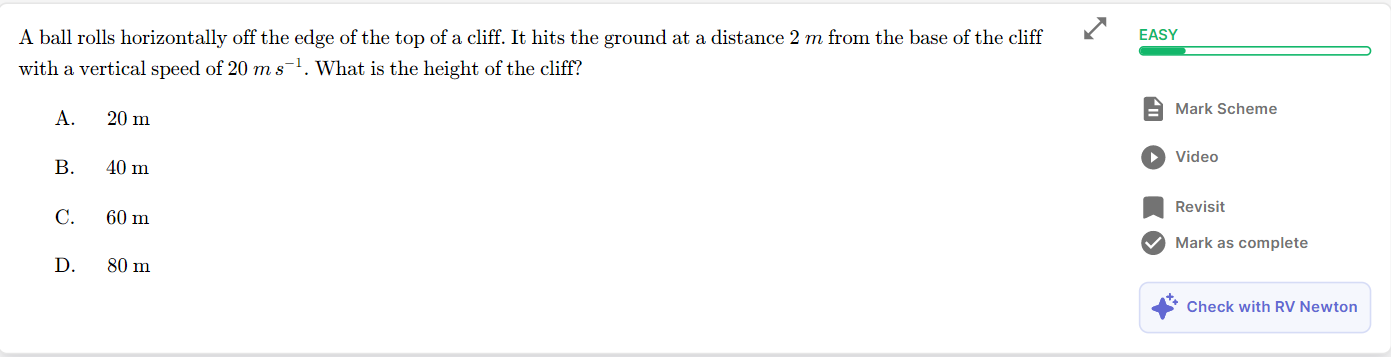 A ball rolls horizontally off the edge of the top of a cliff. It hits the ground at a distance 2 m from the base of the cliff
with a vertical speed of 20 m s⁻¹. What is the height of the cliff?
A. 20 m
B. 40 m
C. 60 m
D. 80 m
EASY
Mark Scheme
Video
Revisit
Mark as complete
Check with RV Newton